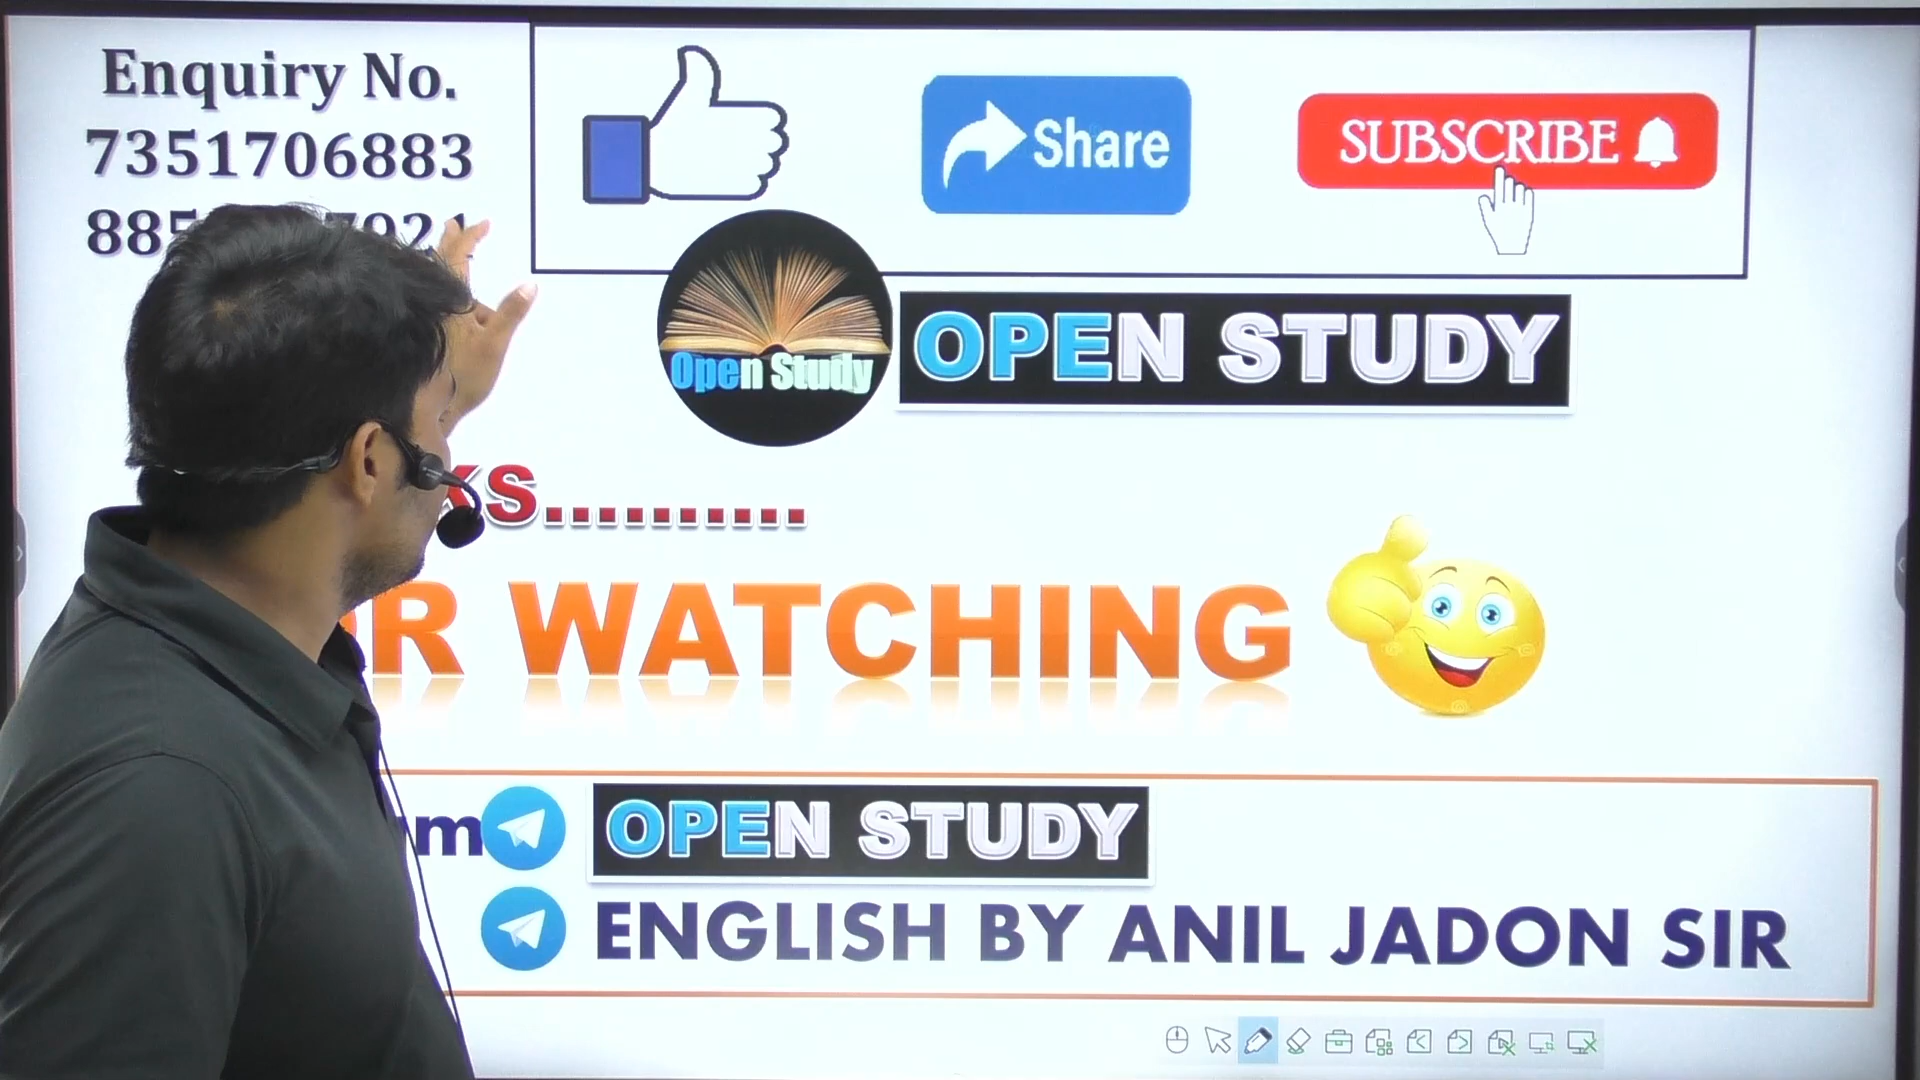 Enquiry No.
7351706883
Share
SUBSCRIBE
Open Study
OPEN STUDY
WATCHING
OPEN STUDY
ENGLISH BY ANIL JADON SIR